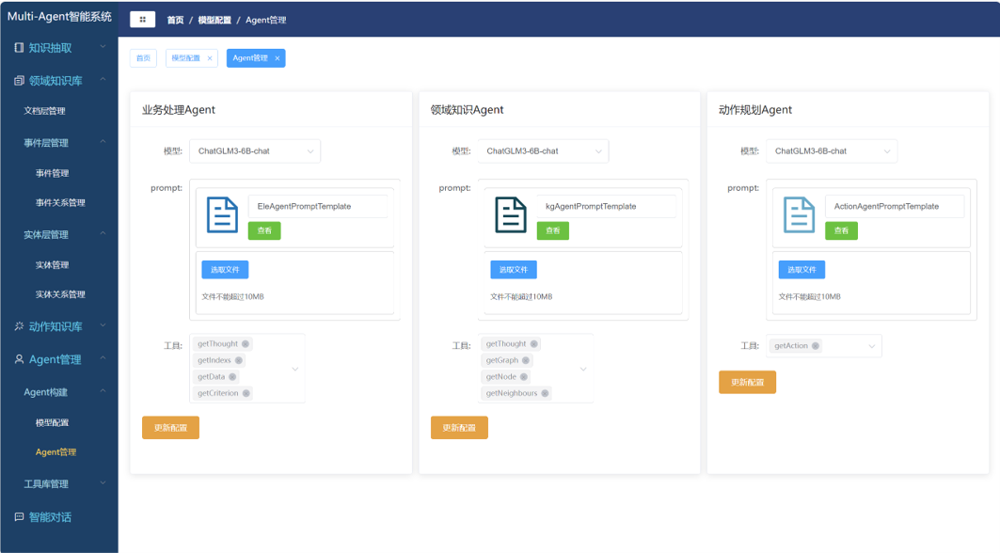 Multi-Agent智能系统
知识抽取
领域知识库
文档层管理
事件层管理
事件管理
事件关系管理
实体层管理
实体管理
实体关系管理
动作知识库
Agent管理
Agent构建
模型配置
Agent管理
工具库管理
智能对话
首页 / 模型配置 / Agent管理
首页 模型配置 × Agent管理 ×
业务处理Agent
模型: ChatGLM3-6B-chat
prompt: EleAgentPromptTemplate
查看
选取文件
文件不能超过10MB
工具: getThought
getIndexs
getData
getCriterion
更新配置
领域知识Agent
模型: ChatGLM3-6B-chat
prompt: kgAgentPromptTemplate
查看
选取文件
文件不能超过10MB
工具: getThought
getGraph
getNode
getNeighbours
更新配置
动作规划Agent
模型: ChatGLM3-6B-chat
prompt: ActionAgentPromptTemplate
查看
选取文件
文件不能超过10MB
工具: getAction
更新配置